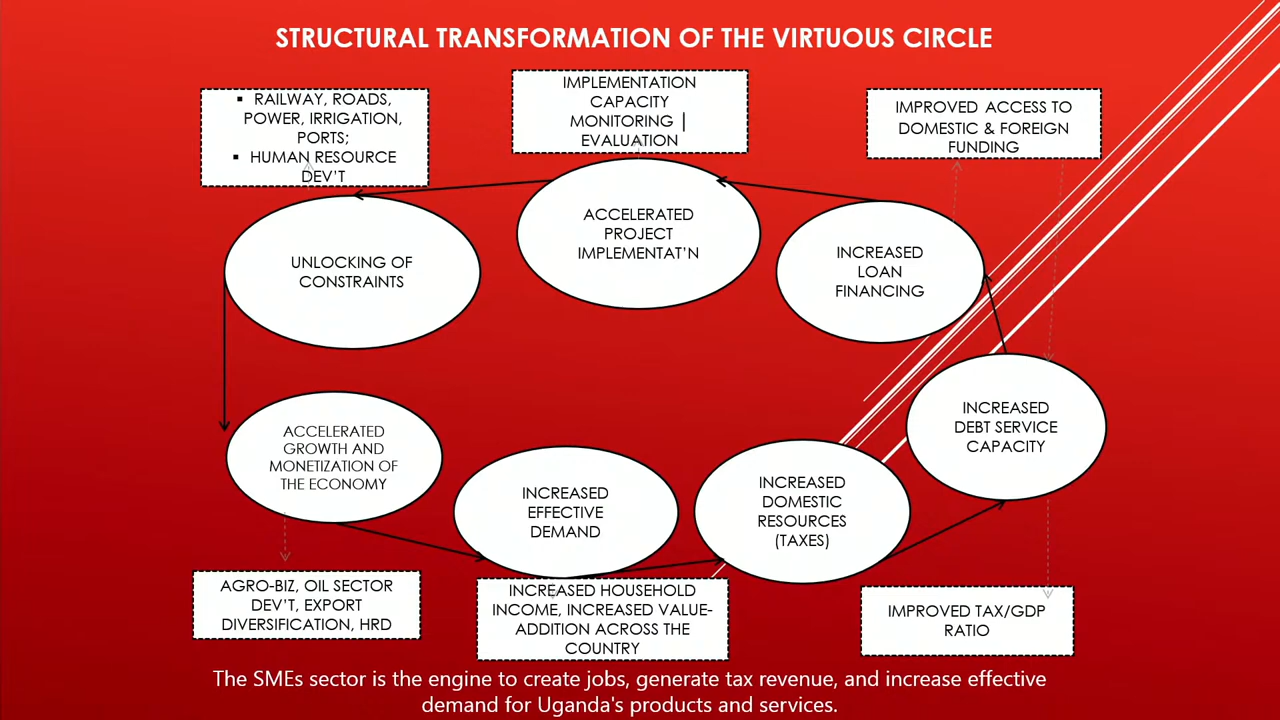 STRUCTURAL TRANSFORMATION OF THE VIRTUOUS CIRCLE
▪ RAILWAY, ROADS,
POWER, IRRIGATION,
PORTS;
▪ HUMAN RESOURCE
DEV'T
IMPLEMENTATION
CAPACITY
MONITORING |
EVALUATION
IMPROVED ACCESS TO
DOMESTIC & FOREIGN
FUNDING
UNLOCKING OF
CONSTRAINTS
ACCELERATED
PROJECT
IMPLEMENTAT'N
INCREASED
LOAN
FINANCING
ACCELERATED
GROWTH AND
MONETIZATION OF
THE ECONOMY
INCREASED
EFFECTIVE
DEMAND
INCREASED
DOMESTIC
RESOURCES
(TAXES)
INCREASED
DEBT SERVICE
CAPACITY
AGRO-BIZ, OIL SECTOR
DEV'T, EXPORT
DIVERSIFICATION, HRD
INCREASED HOUSEHOLD
INCOME, INCREASED VALUE-
ADDITION ACROSS THE
COUNTRY
IMPROVED TAX/GDP
RATIO
The SMEs sector is the engine to create jobs, generate tax revenue, and increase effective
demand for Uganda's products and services.